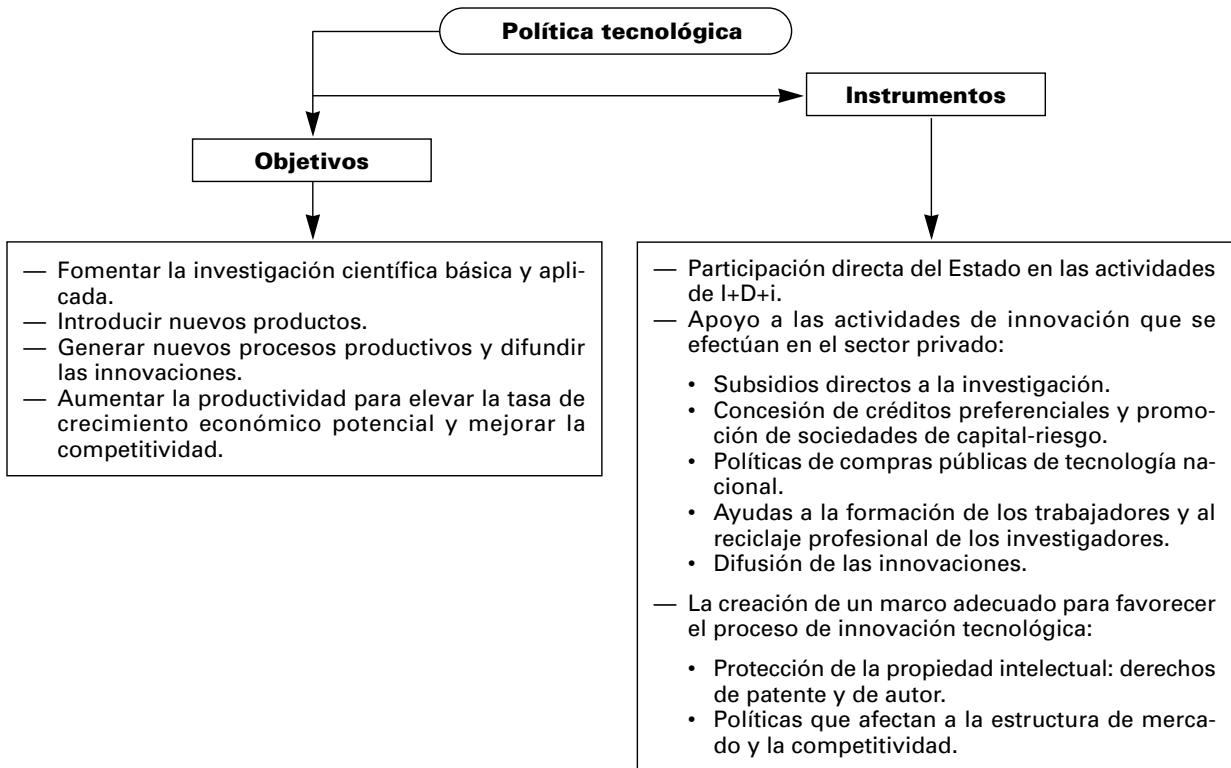 Política tecnológica
Instrumentos
Objetivos
— Fomentar la investigación científica básica y apli-
cada.
— Introducir nuevos productos.
— Generar nuevos procesos productivos y difundir
las innovaciones.
— Aumentar la productividad para elevar la tasa de
crecimiento económico potencial y mejorar la
competitividad.
— Participación directa del Estado en las actividades
de I+D+i.
— Apoyo a las actividades de innovación que se
efectúan en el sector privado:
• Subsidios directos a la investigación.
• Concesión de créditos preferenciales y promo-
ción de sociedades de capital-riesgo.
• Políticas de compras públicas de tecnología na-
cional.
• Ayudas a la formación de los trabajadores y al
reciclaje profesional de los investigadores.
• Difusión de las innovaciones.
— La creación de un marco adecuado para favorecer
el proceso de innovación tecnológica:
• Protección de la propiedad intelectual: derechos
de patente y de autor.
• Políticas que afectan a la estructura de merca-
do y la competitividad.